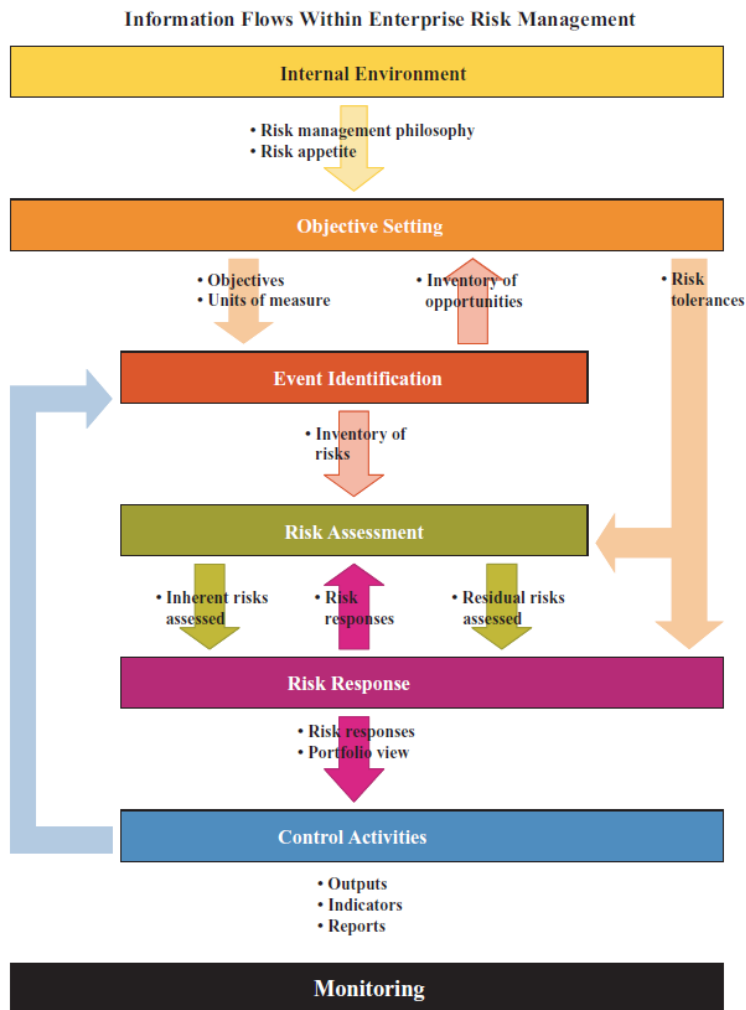 Information Flows Within Enterprise Risk Management
Internal Environment
• Risk management philosophy
• Risk appetite
Objective Setting
• Objectives
• Units of measure
• Inventory of
opportunities
• Risk
tolerances
Event Identification
• Inventory of
risks
Risk Assessment
• Inherent risks
assessed
• Risk
responses
• Residual risks
assessed
Risk Response
• Risk responses
• Portfolio view
Control Activities
• Outputs
• Indicators
• Reports
Monitoring